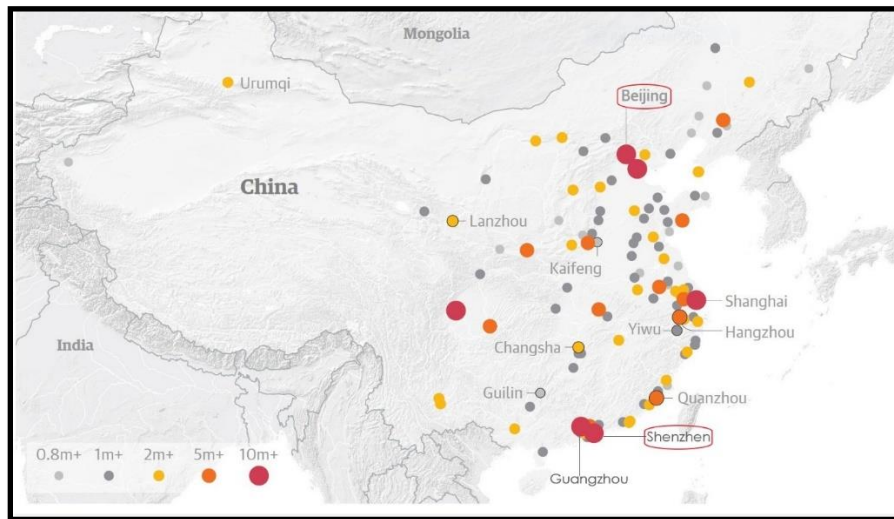 Mongolia
Urumqi
Beijing
China
Lanzhou
Kaifeng
Shanghai
India
Yiwu
Hangzhou
Changsha
Guilin
Quanzhou
Shenzhen
Guangzhou
0.8m+ 1m+ 2m+ 5m+ 10m+